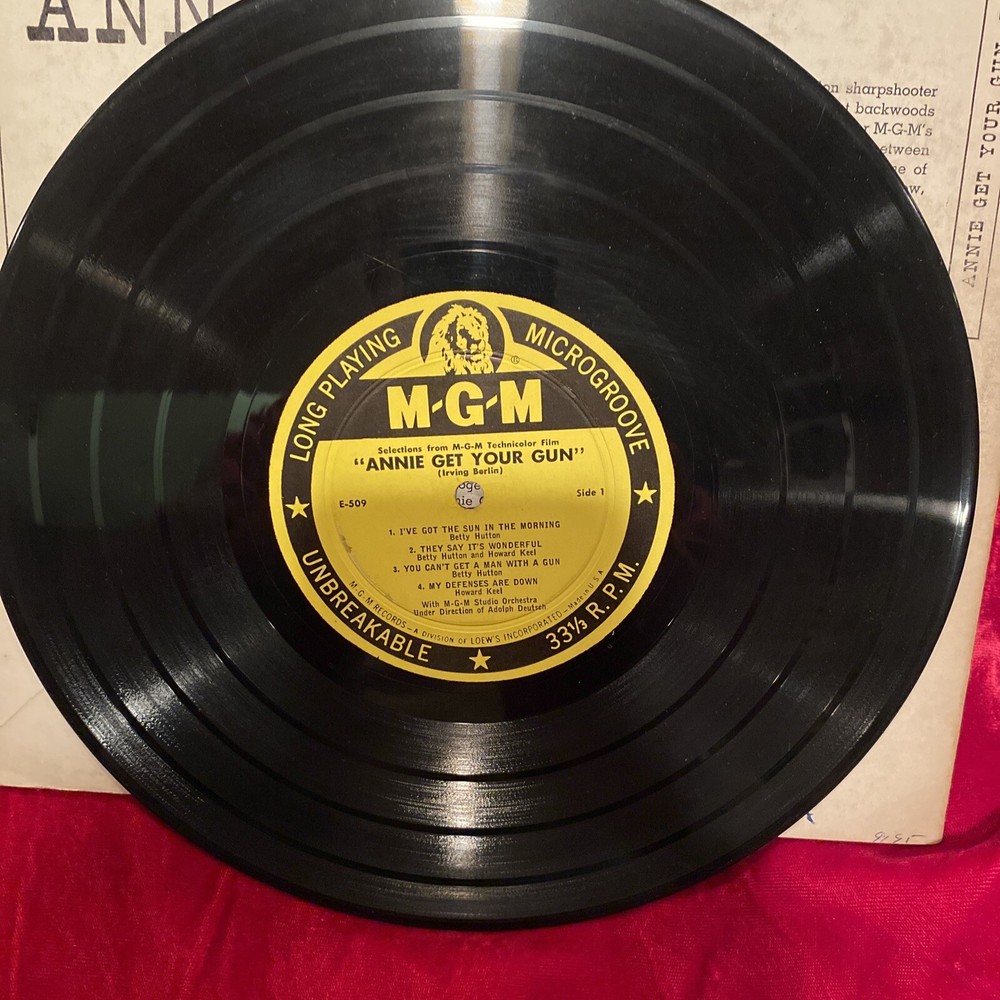 ANN
on sharpshooter
backwoods
M-G-M's
etween
of
ow,
ANNIE GET YOUR GUN
LONG PLAYING MICROGROOVE
®
M-G-M
Selections from M-G-M Technicolor Film
"ANNIE GET YOUR GUN"
(Irving Berlin)
E-509 Side 1
1. I'VE GOT THE SUN IN THE MORNING
Betty Hutton
2. THEY SAY IT'S WONDERFUL
Betty Hutton and Howard Keel
3. YOU CAN'T GET A MAN WITH A GUN
Betty Hutton
4. MY DEFENSES ARE DOWN
Howard Keel
With M-G-M Studio Orchestra
Under Direction of Adolph Deutsch
M-G-M RECORDS—A DIVISION OF LOEW'S INCORPORATED—Made in U.S.A
UNBREAKABLE 33⅓ R.P.M.